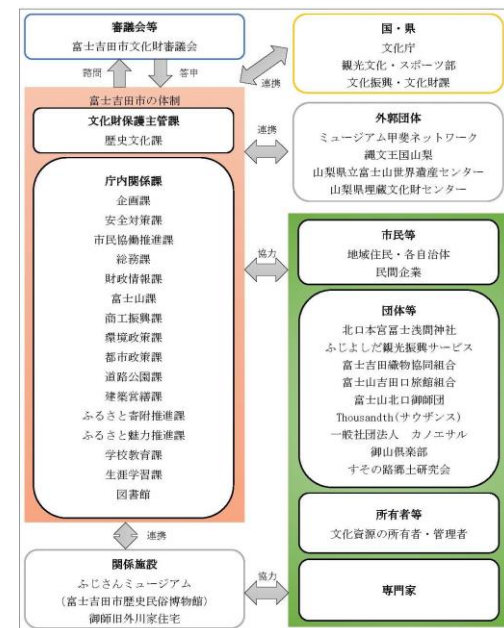 審議会等
富士吉田市文化財審議会
諮問
答申
連携
国・県
文化庁
観光文化・スポーツ部
文化振興・文化財課
富士吉田市の体制
文化財保護主管課
歴史文化課
連携
外郭団体
ミュージアム甲斐ネットワーク
縄文王国山梨
山梨県立富士山世界遺産センター
山梨県埋蔵文化財センター
庁内関係課
企画課
安全対策課
市民協働推進課
総務課
財政情報課
富士山課
商工振興課
環境政策課
都市政策課
道路公園課
建築営繕課
ふるさと寄附推進課
ふるさと魅力推進課
学校教育課
生涯学習課
図書館
協力
市民等
地域住民・各自治体
民間企業
団体等
北口本宮冨士浅間神社
ふじよしだ観光振興サービス
富士吉田織物協同組合
富士山吉田口旅館組合
富士山北口御師団
Thousandth(サウザンス)
一般社団法人 カノエサル
御山倶楽部
すその路郷土研究会
所有者等
文化資源の所有者・管理者
専門家
連携
関係施設
ふじさんミュージアム
(富士吉田市歴史民俗博物館)
御師旧外川家住宅
協力